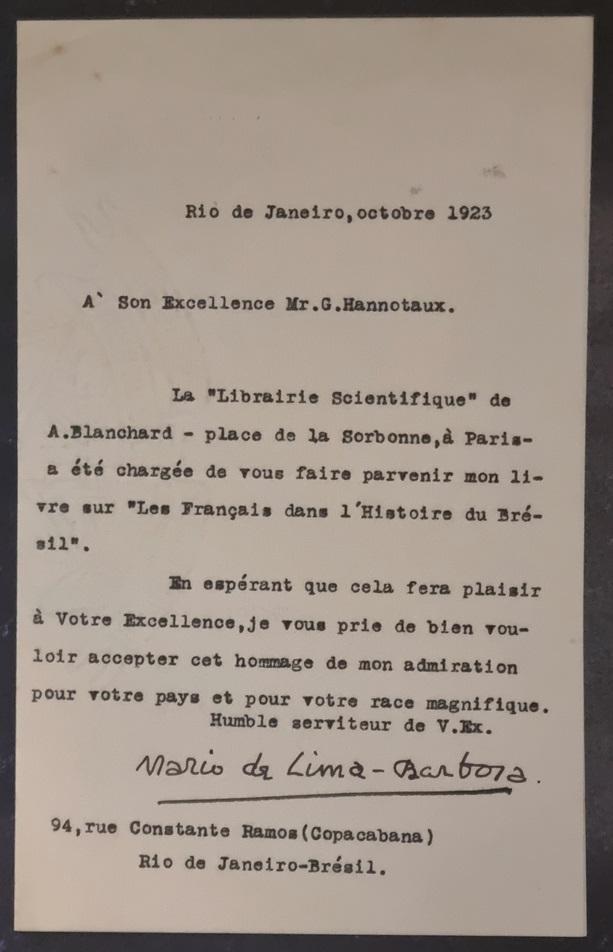 Rio de Janeiro,octobre 1923
A` Son Excellence Mr.G.Hannotaux.
La "Librairie Scientifique" de
A.Blanchard - place de la Sorbonne,à Paris-
a été chargée de vous faire parvenir mon li-
vre sur "Les Français dans l'Histoire du Bré-
sil".
En espérant que cela fera plaisir
à Votre Excellence,je vous prie de bien vou-
loir accepter cet hommage de mon admiration
pour votre pays et pour votre race magnifique.
Humble serviteur de V.Ex.
Mario de Lima-Barbosa.
94,rue Constante Ramos(Copacabana)
Rio de Janeiro-Brésil.